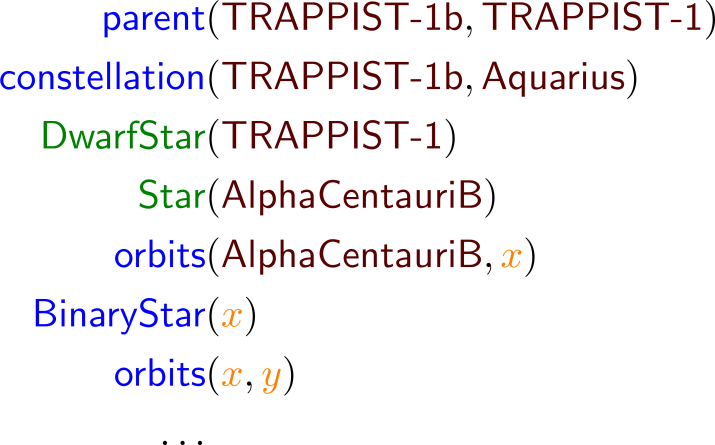 parent(TRAPPIST-1b, TRAPPIST-1)
constellation(TRAPPIST-1b, Aquarius)
DwarfStar(TRAPPIST-1)
Star(AlphaCentauriB)
orbits(AlphaCentauriB, x)
BinaryStar(x)
orbits(x, y)
...